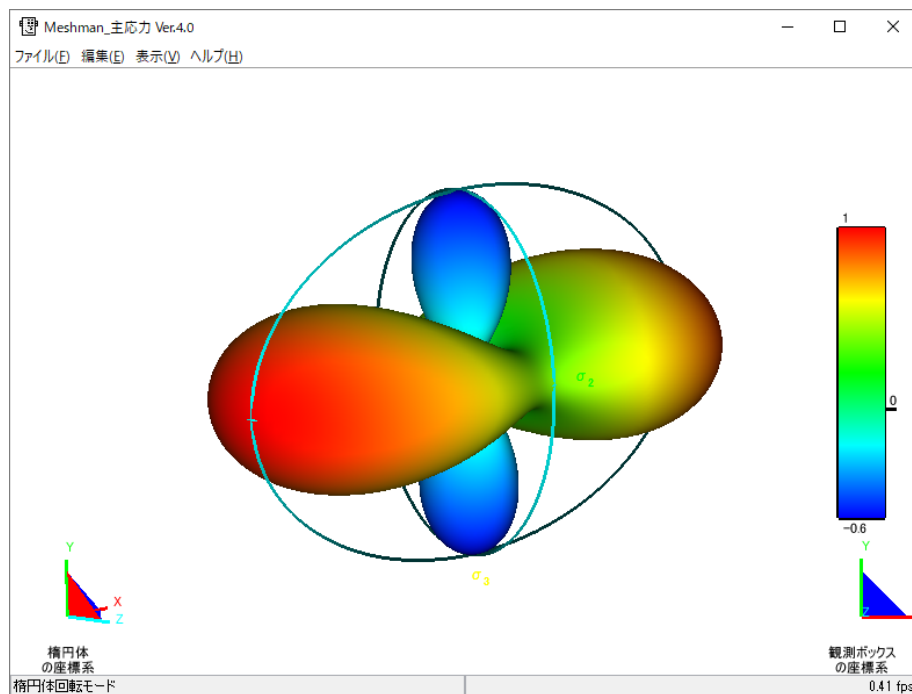 Meshman_主応力 Ver.4.0
ファイル(F) 編集(E) 表示(V) ヘルプ(H)
1
σ2
0
-0.6
σ3
Y
X
Z
楕円体
の座標系
Y
Z
観測ボックス
の座標系
楕円体回転モード
0.41 fps